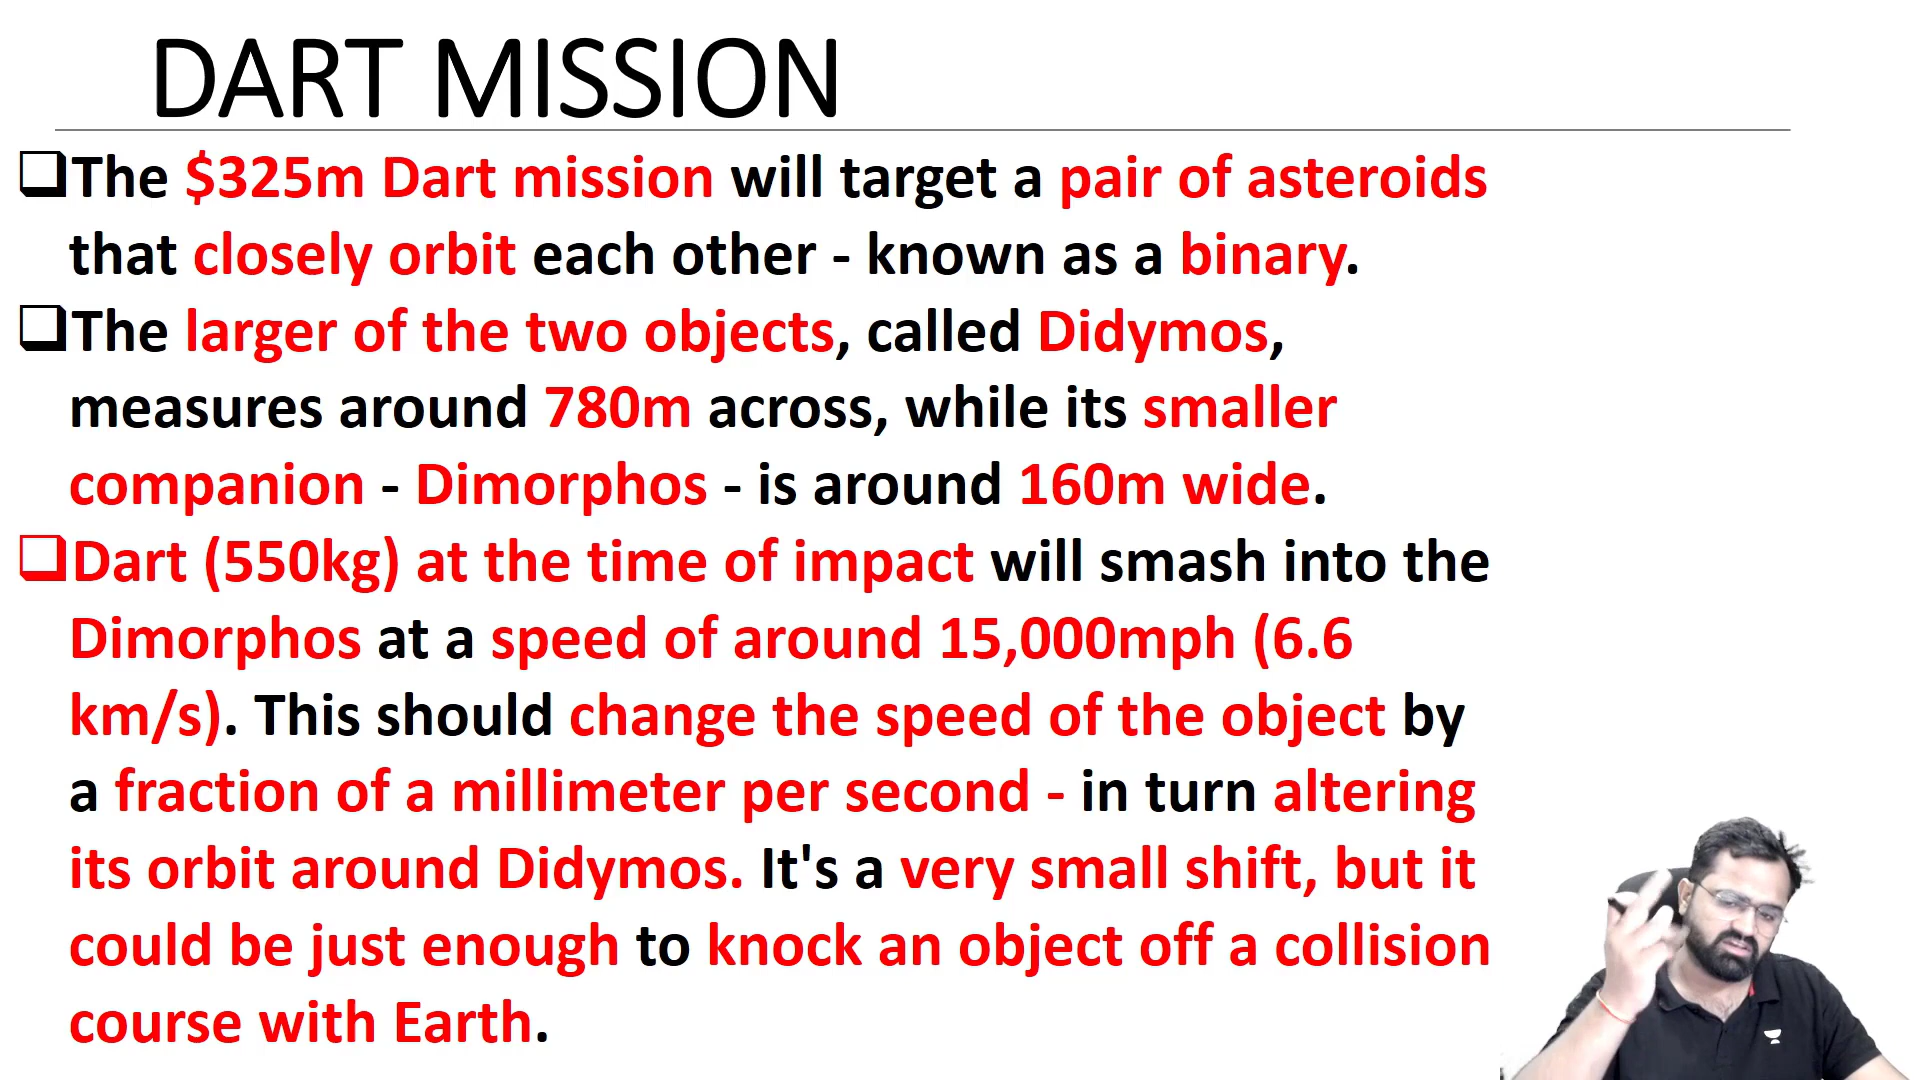 DART MISSION
The $325m Dart mission will target a pair of asteroids
that closely orbit each other - known as a binary.
The larger of the two objects, called Didymos,
measures around 780m across, while its smaller
companion - Dimorphos - is around 160m wide.
Dart (550kg) at the time of impact will smash into the
Dimorphos at a speed of around 15,000mph (6.6
km/s). This should change the speed of the object by
a fraction of a millimeter per second - in turn altering
its orbit around Didymos. It's a very small shift, but it
could be just enough to knock an object off a collision
course with Earth.